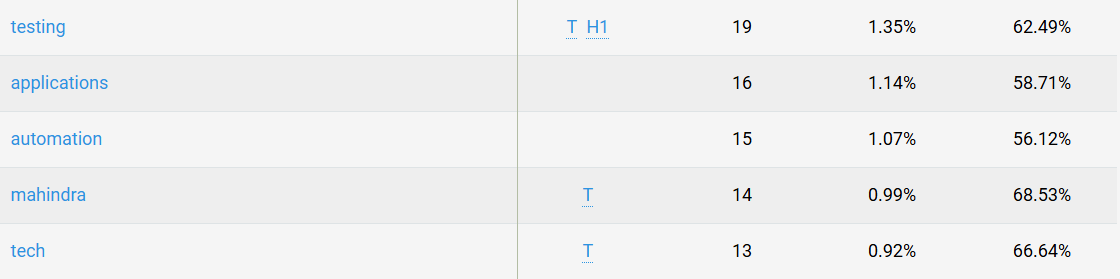 testing T H1 19 1.35% 62.49%
applications 16 1.14% 58.71%
automation 15 1.07% 56.12%
mahindra T 14 0.99% 68.53%
tech T 13 0.92% 66.64%